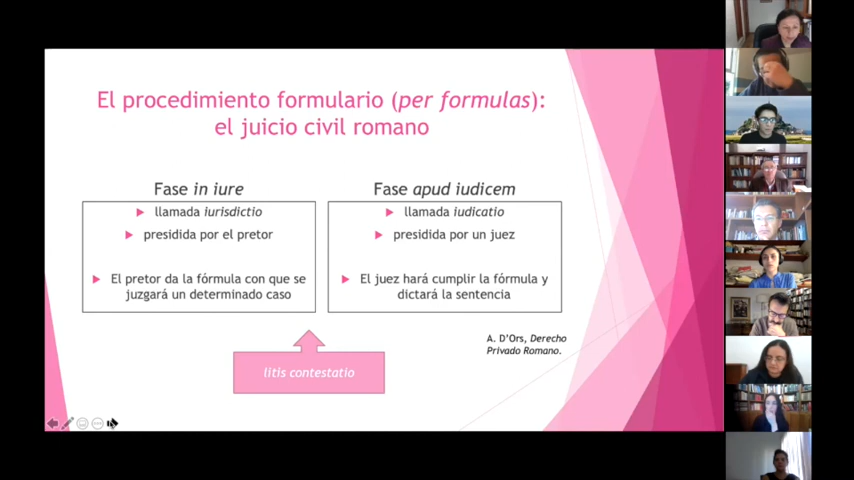 El procedimiento formulario (per formulas):
el juicio civil romano
Fase in iure
llamada iurisdictio
presidida por el pretor
El pretor da la fórmula con que se
juzgará un determinado caso
Fase apud iudicem
llamada iudicatio
presidida por un juez
El juez hará cumplir la fórmula y
dictará la sentencia
litis contestatio
A. D’Ors, Derecho
Privado Romano.